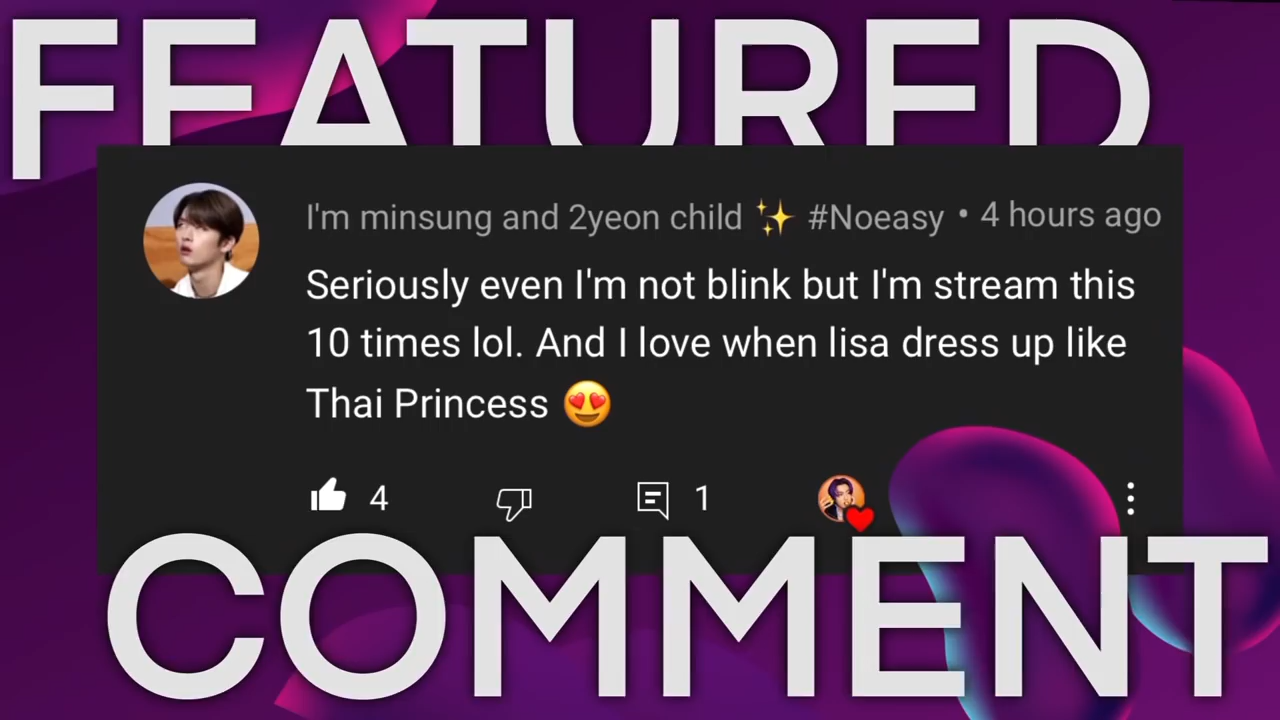 FEATURED
I'm minsung and 2yeon child ✨ #Noeasy • 4 hours ago
Seriously even I'm not blink but I'm stream this
10 times lol. And I love when lisa dress up like
Thai Princess 😍
4 1
COMMENT